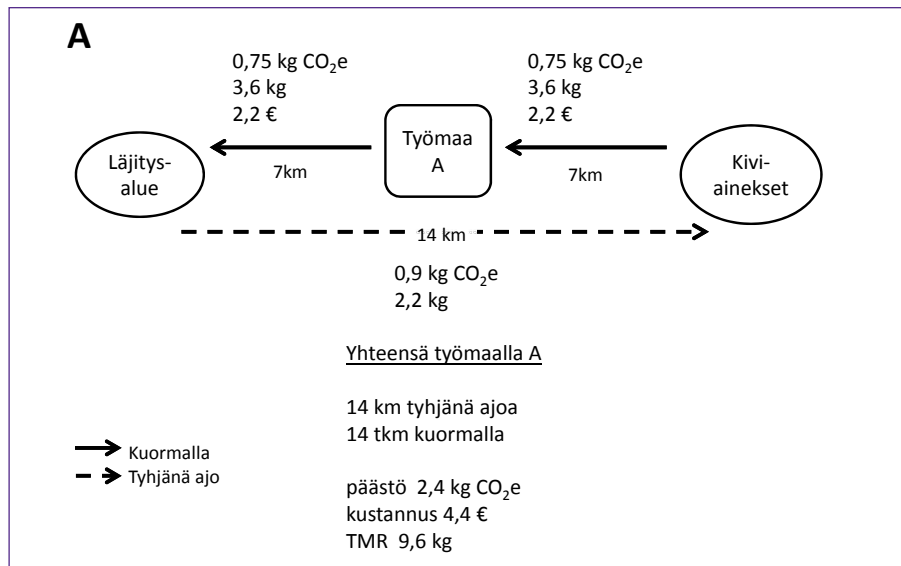 A
0,75 kg CO₂e
3,6 kg
2,2 €
0,75 kg CO₂e
3,6 kg
2,2 €
Läjitys-
alue
7km
Työmaa
A
7km
Kivi-
ainekset
14 km
0,9 kg CO₂e
2,2 kg
Yhteensä työmaalla A
14 km tyhjänä ajoa
14 tkm kuormalla
Kuormalla
Tyhjänä ajo
päästö 2,4 kg CO₂e
kustannus 4,4 €
TMR 9,6 kg